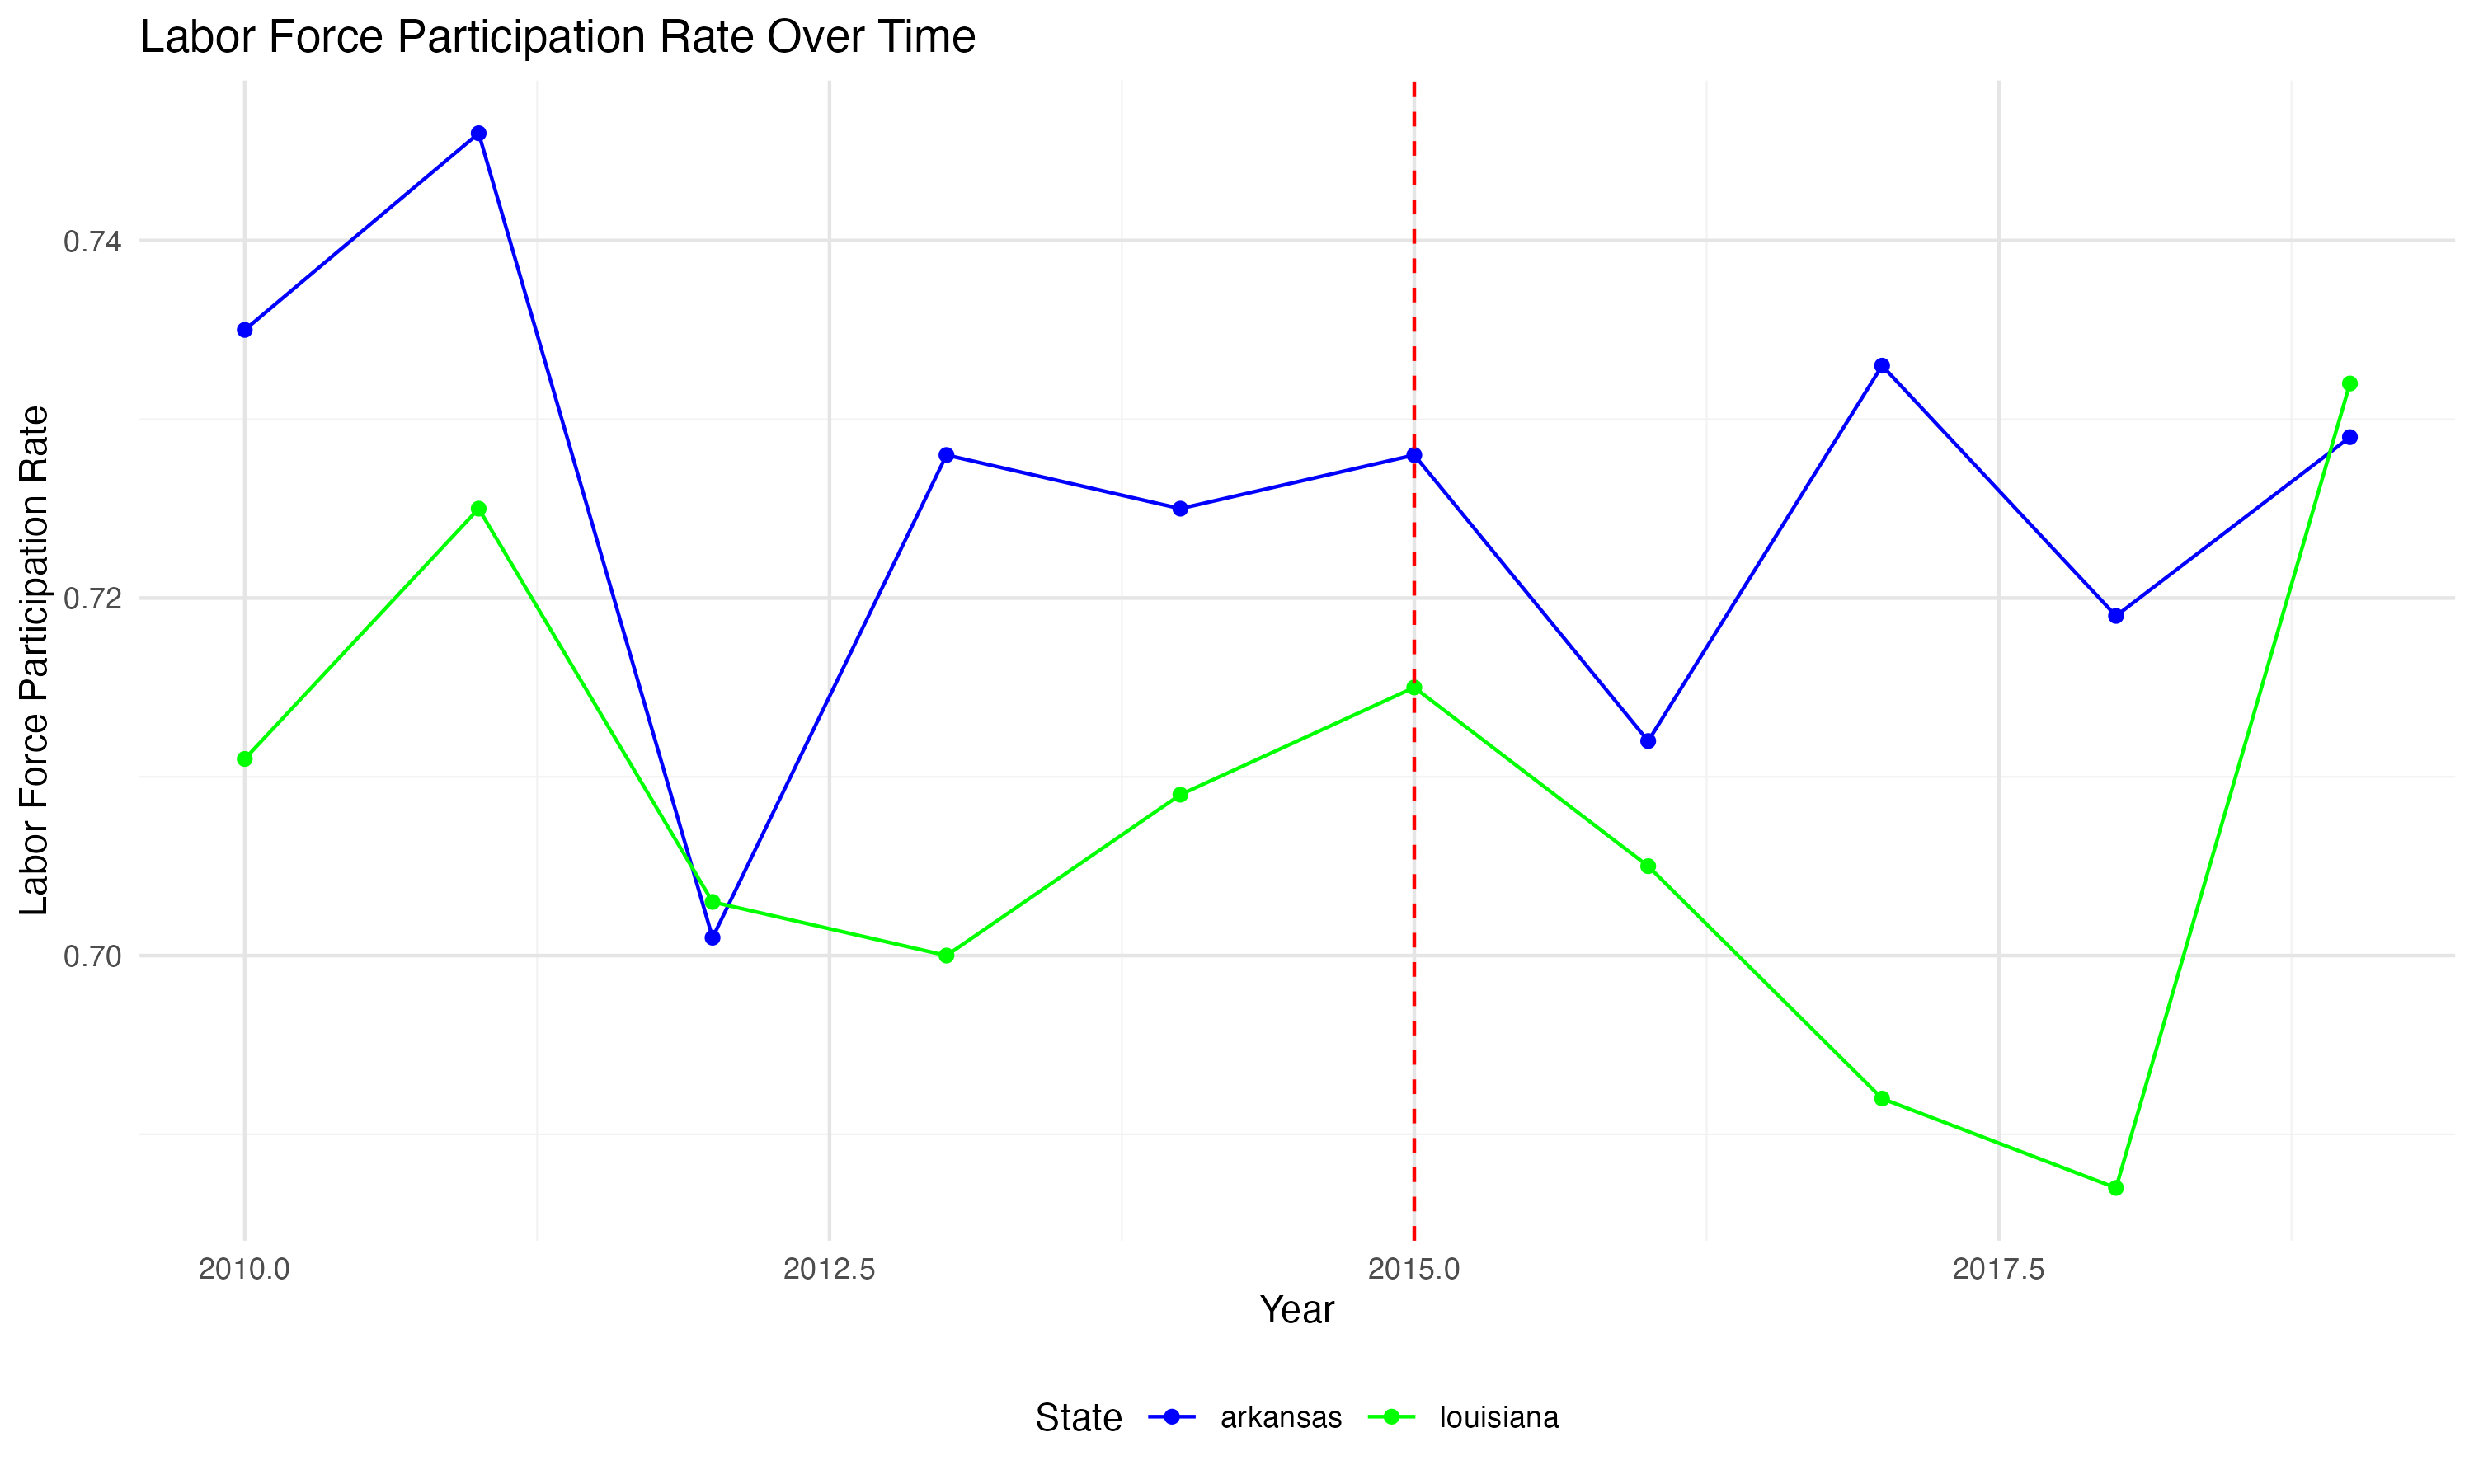 Labor Force Participation Rate Over Time
Labor Force Participation Rate
0.74
0.72
0.70
2010.0 2012.5 2015.0 2017.5
Year
State arkansas louisiana